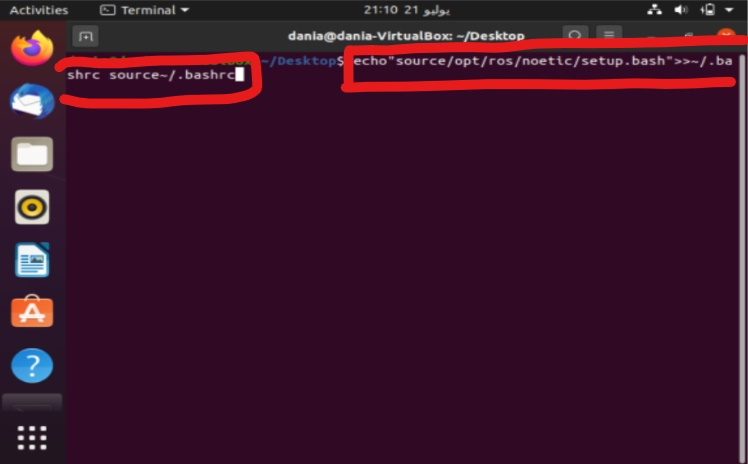 Activities Terminal 21:10 21 يوليو
dania@dania-VirtualBox: ~/Desktop
~/Desktop$ echo"source/opt/ros/noetic/setup.bash">>~/.ba
shrc source~/.bashrc